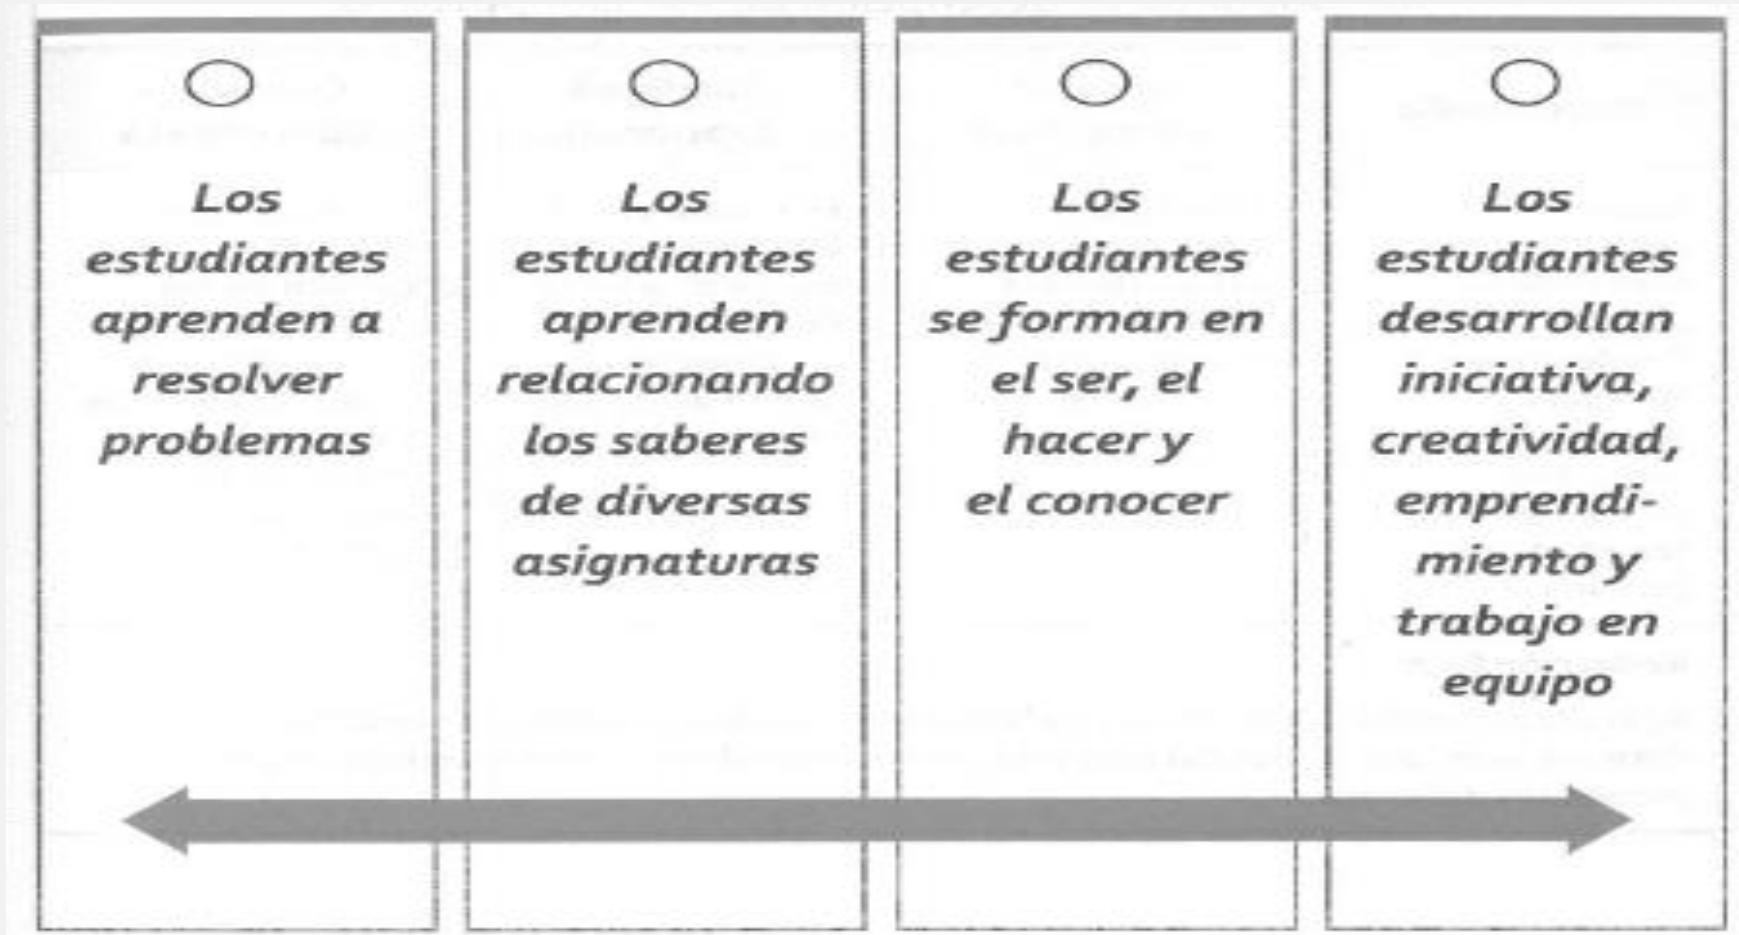 Los
estudiantes
aprenden a
resolver
problemas
Los
estudiantes
aprenden
relacionando
los saberes
de diversas
asignaturas
Los
estudiantes
se forman en
el ser, el
hacer y
el conocer
Los
estudiantes
desarrollan
iniciativa,
creatividad,
emprendi-
miento y
trabajo en
equipo